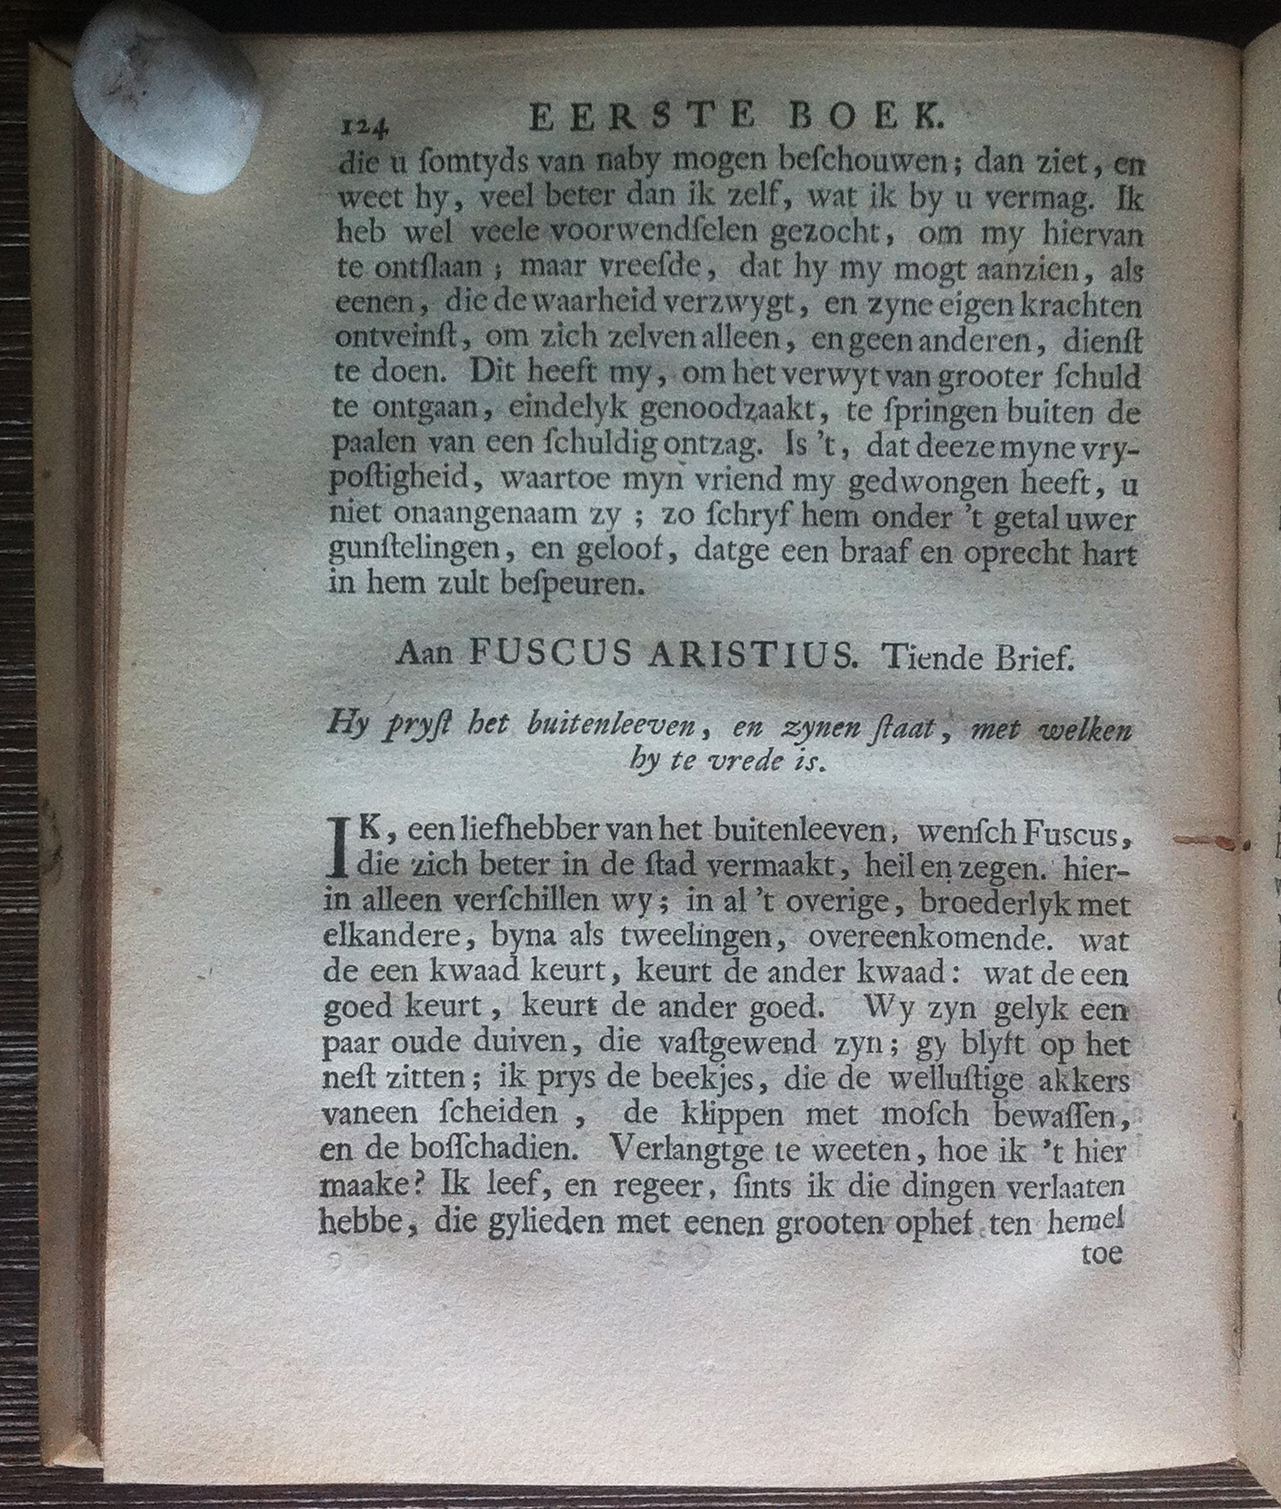 124 EERSTE BOEK.
die u ſomtyds van naby mogen beſchouwen; dan ziet, en
weet hy, veel beter dan ik zelf, wat ik by u vermag. Ik
heb wel veele voorwendſelen gezocht, om my hiervan
te ontſlaan; maar vreeſde, dat hy my mogt aanzien, als
eenen, die de waarheid verzwygt, en zyne eigen krachten
ontveinſt, om zich zelven alleen, en geen anderen, dienſt
te doen. Dit heeft my, om het verwyt van grooter ſchuld
te ontgaan, eindelyk genoodzaakt, te ſpringen buiten de
paalen van een ſchuldig ontzag. Is 't, dat deeze myne vry-
poſtigheid, waartoe myn vriend my gedwongen heeft, u
niet onaangenaam zy; zo ſchryf hem onder 't getal uwer
gunſtelingen, en geloof, datge een braaf en oprecht hart
in hem zult beſpeuren.
Aan FUSCUS ARISTIUS. Tiende Brief.
Hy pryſt het buitenleeven, en zynen ſtaat, met welken
hy te vrede is.
IK, een liefhebber van het buitenleeven, wenſch Fuscus,
die zich beter in de ſtad vermaakt, heil en zegen. hier-
in alleen verſchillen wy; in al 't overige, broederlyk met
elkandere, byna als tweelingen, overeenkomende. wat
de een kwaad keurt, keurt de ander kwaad: wat de een
goed keurt, keurt de ander goed. Wy zyn gelyk een
paar oude duiven, die vaſtgewend zyn; gy blyft op het
neſt zitten; ik prys de beekjes, die de welluſtige akkers
vaneen ſcheiden, de klippen met moſch bewaſſen,
en de boſſchadien. Verlangtge te weeten, hoe ik 't hier
maake? Ik leef, en regeer, ſints ik die dingen verlaaten
hebbe, die gylieden met eenen grooten ophef ten hemel
toe